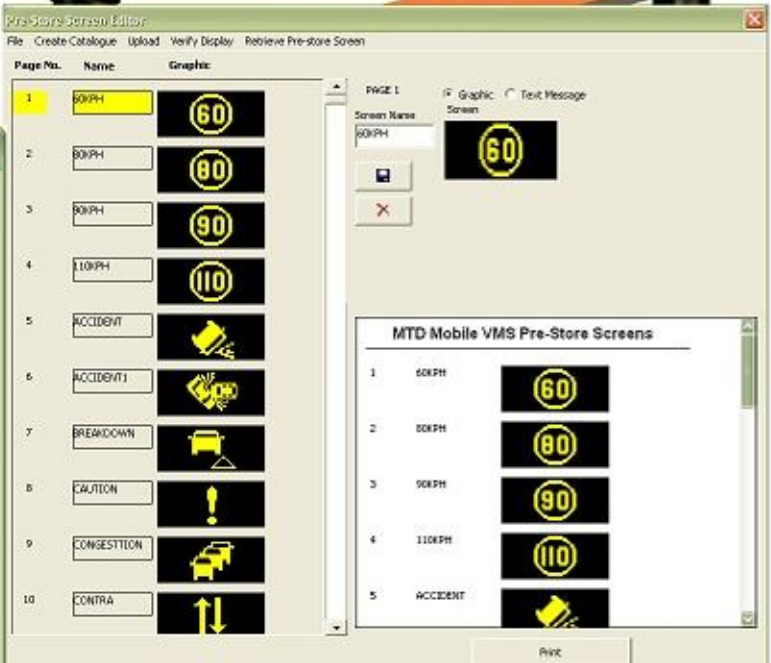 Pre Store Screen Editor
File Create Catalogue Upload Verify Display Retrieve Pre-store Screen
Page No. Name Graphic
1 60KPH 60
2 80KPH 80
3 90KPH 90
4 110KPH 110
5 ACCIDENT
6 ACCIDENT1
7 BREAKDOWN
8 CAUTION !
9 CONGESTTION
10 CONTRA
PAGE 1
Graphic Text Message
Screen Name Screen
60KPH 60
MTD Mobile VMS Pre-Store Screens
1 60KPH 60
2 80KPH 80
3 90KPH 90
4 110KPH 110
5 ACCIDENT
Print